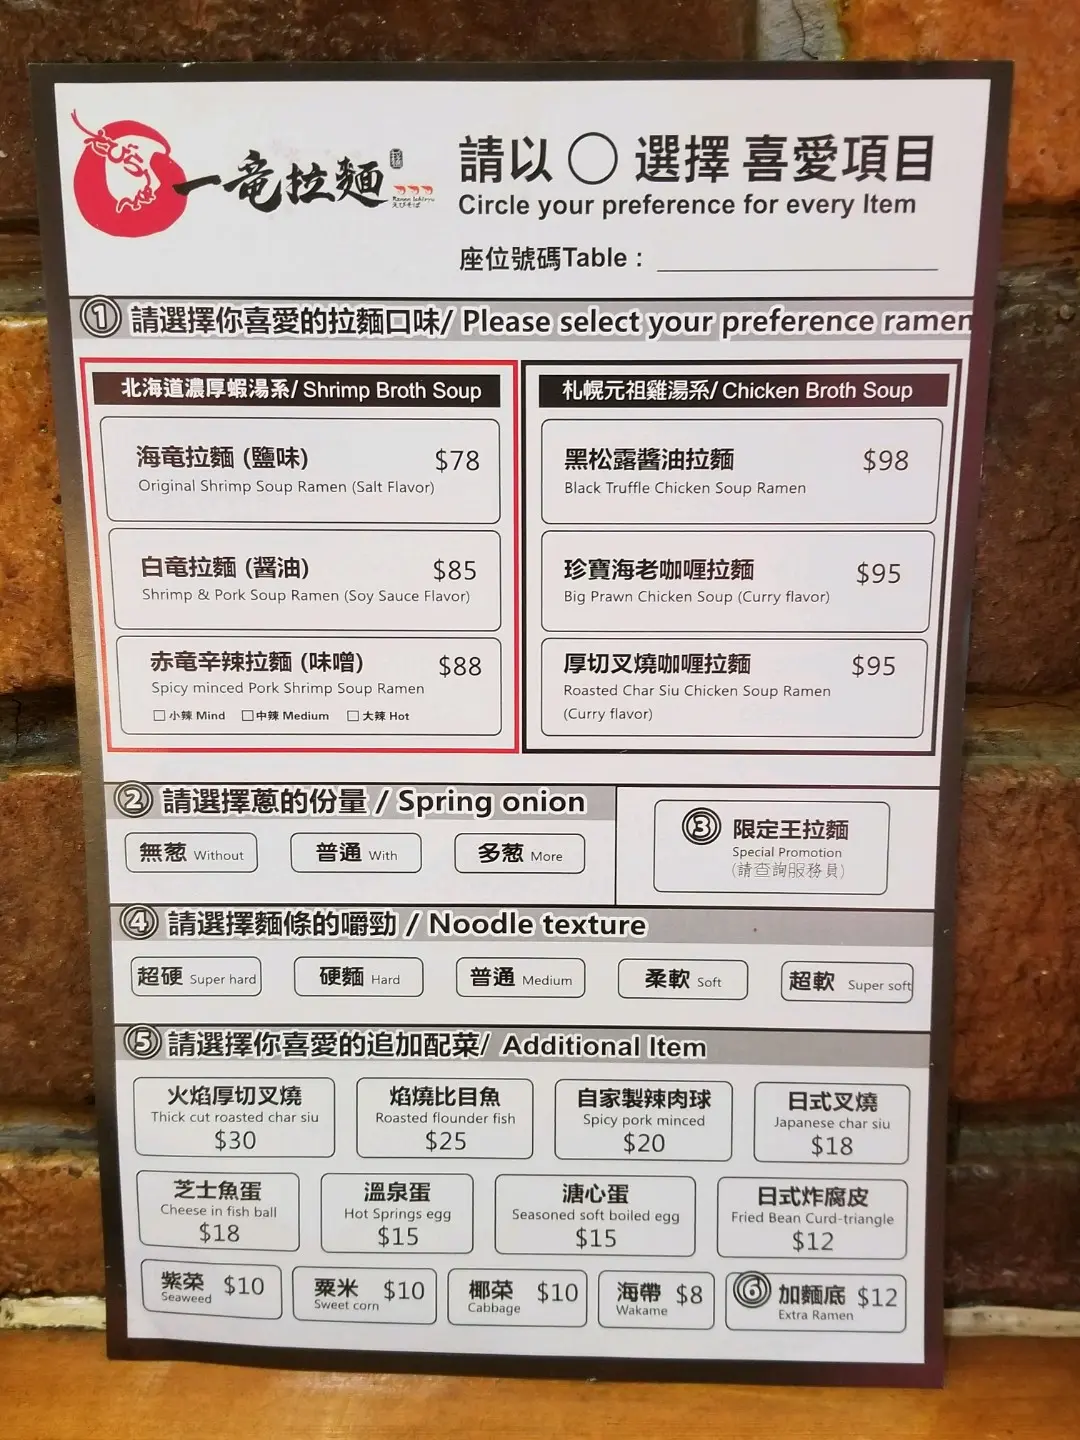 一竜拉麵
Ramen Ichiryu
えびそば
請以 ○ 選擇 喜愛項目
Circle your preference for every Item
座位號碼Table :
① 請選擇你喜愛的拉麵口味/ Please select your preference ramen
北海道濃厚蝦湯系/ Shrimp Broth Soup
海竜拉麵 (鹽味) $78
Original Shrimp Soup Ramen (Salt Flavor)
白竜拉麵 (醤油) $85
Shrimp & Pork Soup Ramen (Soy Sauce Flavor)
赤竜辛辣拉麵 (味噌) $88
Spicy minced Pork Shrimp Soup Ramen
□ 小辣 Mind □ 中辣 Medium □ 大辣 Hot
札幌元祖雞湯系/ Chicken Broth Soup
黑松露醬油拉麵 $98
Black Truffle Chicken Soup Ramen
珍寶海老咖喱拉麵 $95
Big Prawn Chicken Soup (Curry flavor)
厚切叉燒咖喱拉麵 $95
Roasted Char Siu Chicken Soup Ramen
(Curry flavor)
② 請選擇蔥的份量 / Spring onion
無葱 Without 普通 With 多葱 More
③ 限定王拉麵
Special Promotion
(請查詢服務員)
④ 請選擇麵條的嚼勁 / Noodle texture
超硬 Super hard 硬麵 Hard 普通 Medium 柔軟 Soft 超軟 Super soft
⑤ 請選擇你喜愛的追加配菜/ Additional Item
火焰厚切叉燒
Thick cut roasted char siu
$30
焰燒比目魚
Roasted flounder fish
$25
自家製辣肉球
Spicy pork minced
$20
日式叉燒
Japanese char siu
$18
芝士魚蛋
Cheese in fish ball
$18
溫泉蛋
Hot Springs egg
$15
溏心蛋
Seasoned soft boiled egg
$15
日式炸腐皮
Fried Bean Curd-triangle
$12
紫菜 $10
Seaweed
粟米 $10
Sweet corn
椰菜 $10
Cabbage
海帶 $8
Wakame
⑥ 加麵底 $12
Extra Ramen